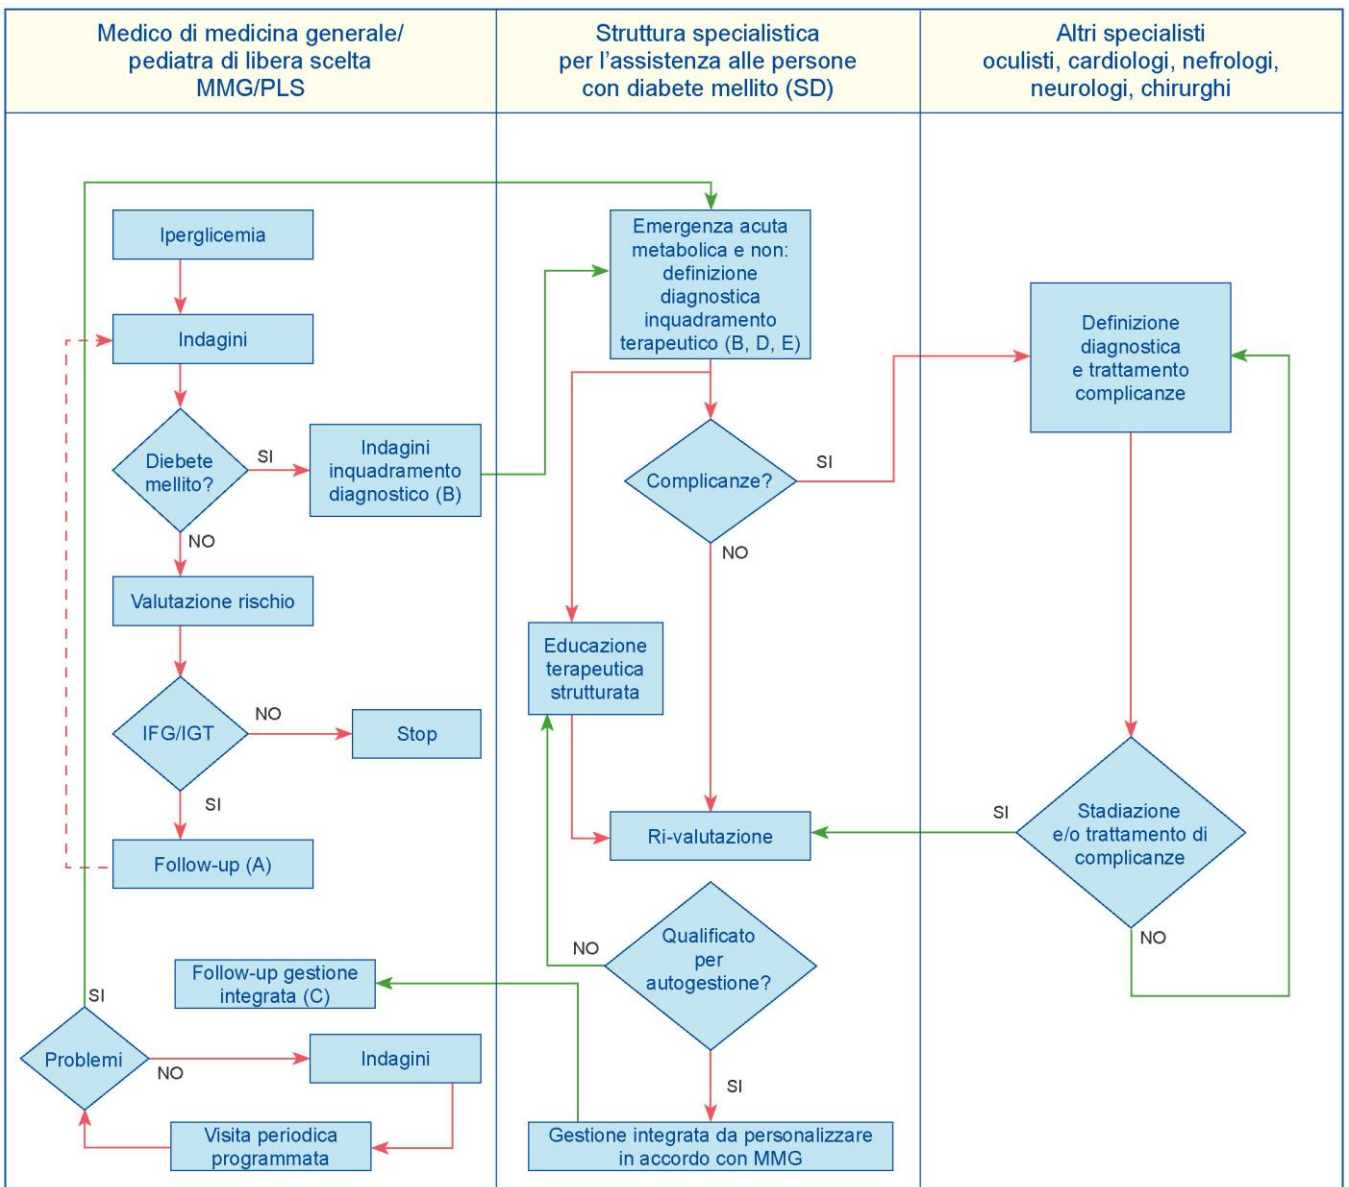 Medico di medicina generale/
pediatra di libera scelta
MMG/PLS
Struttura specialistica
per l'assistenza alle persone
con diabete mellito (SD)
Altri specialisti
oculisti, cardiologi, nefrologi,
neurologi, chirurghi
Iperglicemia
Indagini
Diebete
mellito?
SI
Indagini
inquadramento
diagnostico (B)
NO
Valutazione rischio
IFG/IGT
NO
Stop
SI
Follow-up (A)
Follow-up gestione
integrata (C)
SI
Problemi
NO
Indagini
Visita periodica
programmata
Emergenza acuta
metabolica e non:
definizione
diagnostica
inquadramento
terapeutico (B, D, E)
Complicanze?
SI
NO
Educazione
terapeutica
strutturata
Ri-valutazione
Qualificato
per
autogestione?
NO
SI
Gestione integrata da personalizzare
in accordo con MMG
Definizione
diagnostica
e trattamento
complicanze
SI
Stadiazione
e/o trattamento di
complicanze
NO